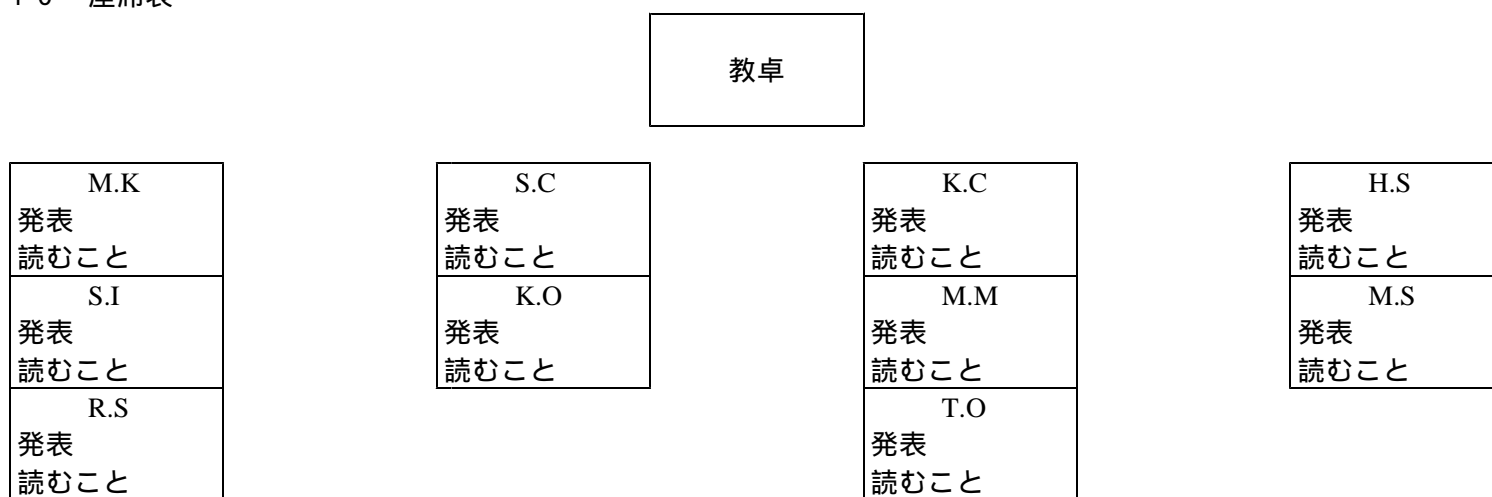 教卓
M.K
発表
読むこと
S.I
発表
読むこと
R.S
発表
読むこと
S.C
発表
読むこと
K.O
発表
読むこと
K.C
発表
読むこと
M.M
発表
読むこと
T.O
発表
読むこと
H.S
発表
読むこと
M.S
発表
読むこと